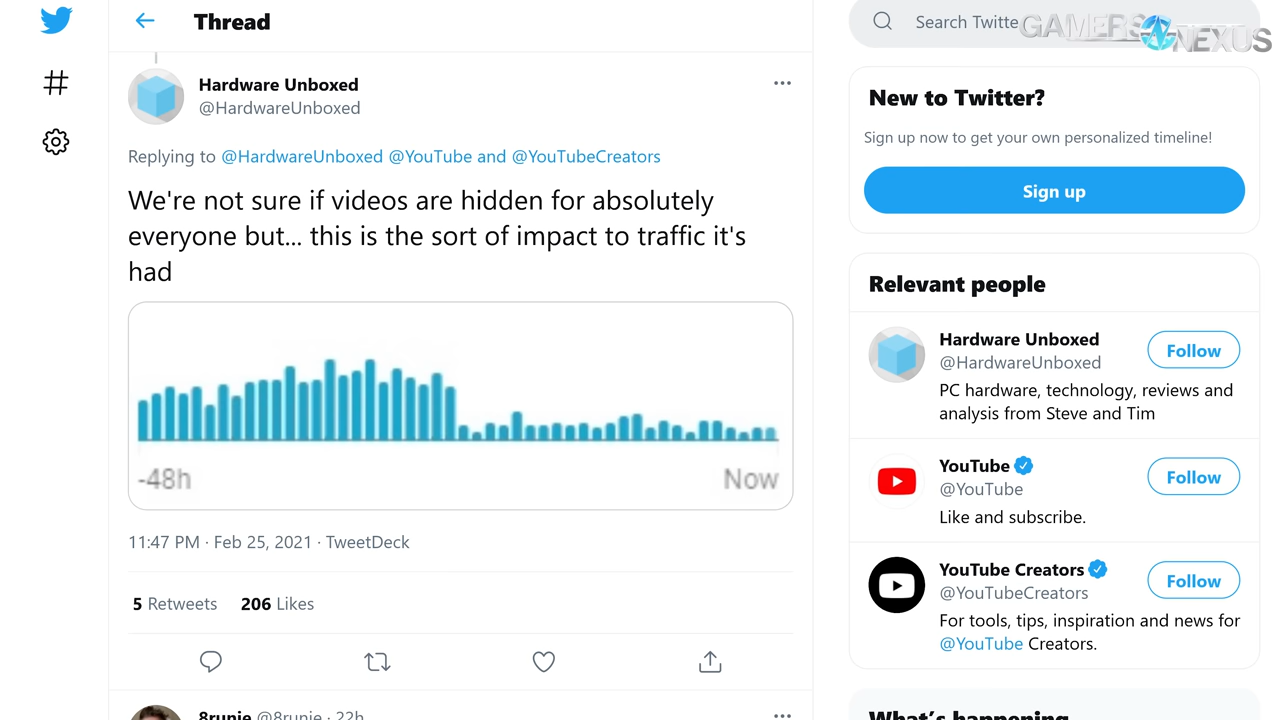 Thread
Search Twitte
GAMERS NEXUS
Hardware Unboxed
@HardwareUnboxed
Replying to @HardwareUnboxed @YouTube and @YouTubeCreators
We're not sure if videos are hidden for absolutely
everyone but... this is the sort of impact to traffic it's
had
-48h
Now
11:47 PM · Feb 25, 2021 · TweetDeck
5 Retweets 206 Likes
8runie @8runie · 22h
New to Twitter?
Sign up now to get your own personalized timeline!
Sign up
Relevant people
Hardware Unboxed
@HardwareUnboxed
Follow
PC hardware, technology, reviews and
analysis from Steve and Tim
YouTube
@YouTube
Follow
Like and subscribe.
YouTube Creators
@YouTubeCreators
Follow
For tools, tips, inspiration and news for
@YouTube Creators.
What's happening